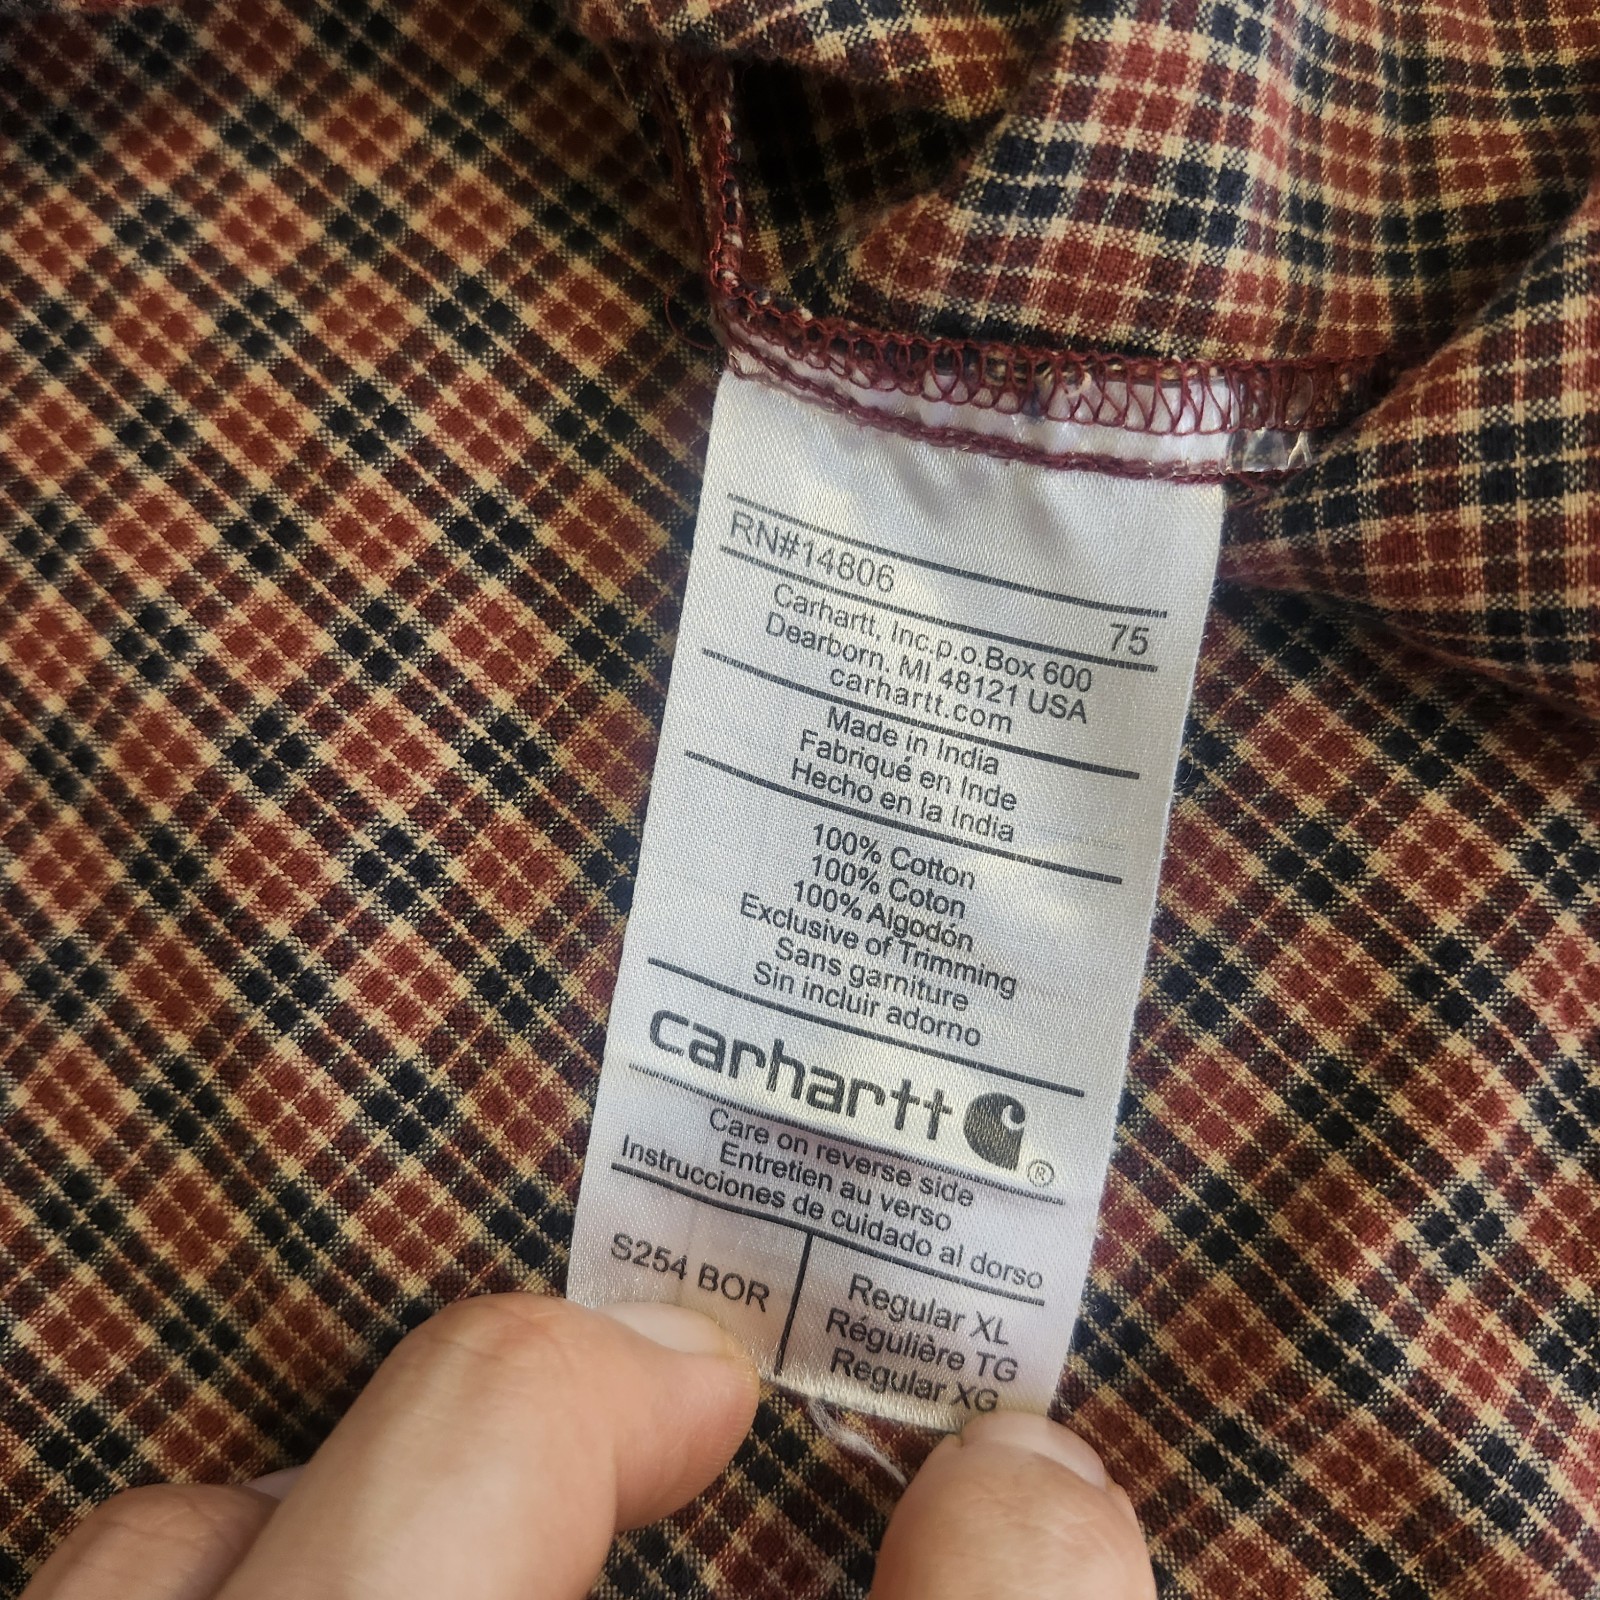 RN#14806
75
Carhartt, Inc.p.o.Box 600
Dearborn, MI 48121 USA
carhartt.com
Made in India
Fabriqué en Inde
Hecho en la India
100% Cotton
100% Coton
100% Algodón
Exclusive of Trimming
Sans garniture
Sin incluir adorno
carhartt ®
Care on reverse side
Entretien au verso
Instrucciones de cuidado al dorso
S254 BOR
Regular XL
Régulière TG
Regular XG